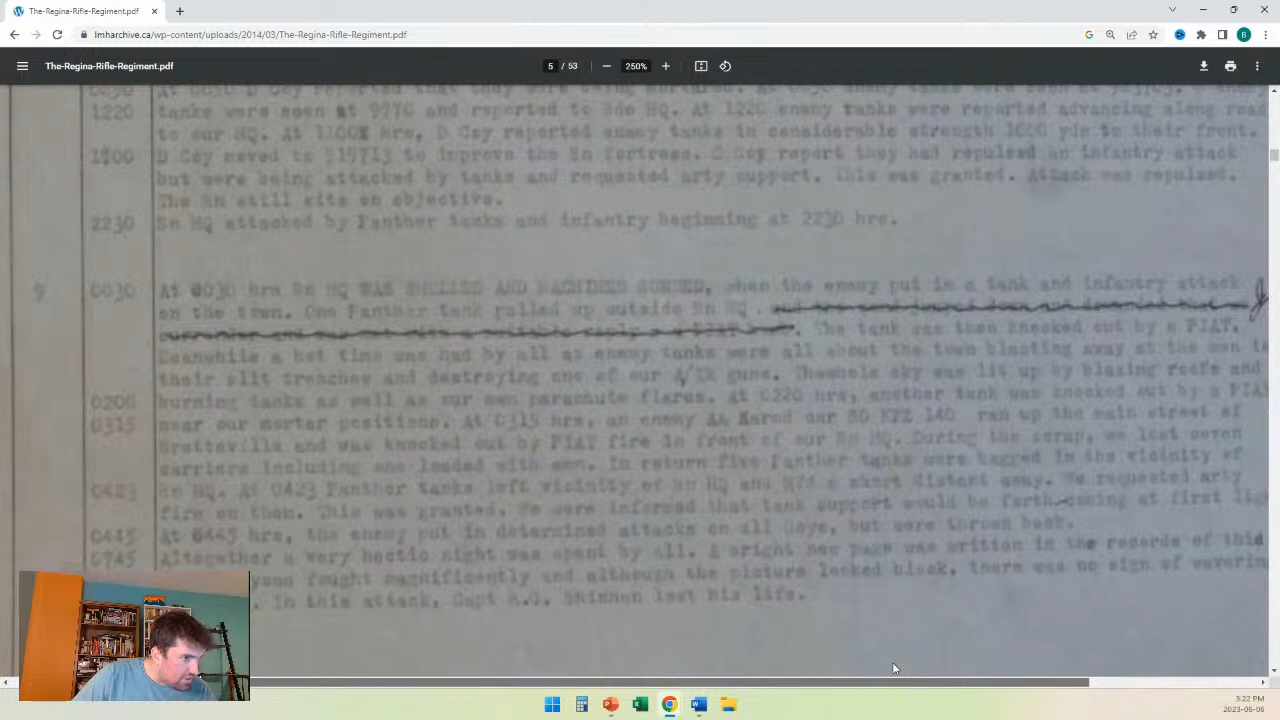 The-Regina-Rifle-Regiment.pdf
lmharchive.ca/wp-content/uploads/2014/03/The-Regina-Rifle-Regiment.pdf
B
The-Regina-Rifle-Regiment.pdf
5 / 53
250%
1220
tanks were seen at 9770 and reported to Bde HQ. At 1220 enemy tanks were reported advancing along road
to our HQ. At 1100 hrs, D Coy reported enemy tanks in considerable strength 1000 yds to their front.
D Coy moved to 919713 to improve the Bn fortress. C Coy report they had repulsed an infantry attack
but were being attacked by tanks and requested arty support. This was granted. Attack was repulsed.
The Bn still sits on objective.
2230
Bn HQ attacked by Panther tanks and infantry beginning at 2230 hrs.
9
0030
At 0030 hrs Bn HQ WAS SHELLED AND MACHINED GUNNED, when the enemy put in a tank and infantry attack
on the town. One Panther tank pulled up outside Bn HQ.
The tank was then knocked out by a PIAT.
Meanwhile a hot time was had by all as enemy tanks were all about the town blasting away at the men in
their slit trenches and destroying one of our A/TK guns. The sky was lit up by blazing roofs and
0200
burning tanks as well as our own parachute flares. At 0220 hrs, another tank was knocked out by a PIAT
0315
near our mortar positions. At 0315 hrs, an enemy car SD KFZ 140 ran up the main street of
Bretteville and was knocked out by PIAT fire in front of our Bn HQ. During the scrap, we lost seven
carriers including one loaded with In return five Panther tanks were bagged in the vicinity of
0423
Bn HQ. At 0423 Panther tanks left vicinity of Bn HQ and a short distant away. We requested arty
fire on them. This was granted. We were informed that tank support would be forth-coming at first
0445
At 0445 hrs, the enemy put in determined attacks on all Coys, but were thrown back.
0745
Altogether a very hectic night was spent by all. A bright new page was written in the records of this
fought magnificently and although the picture looked black, there was no sign of wavering
In this attack, Capt lost his life.
3:22 PM
2023-06-06